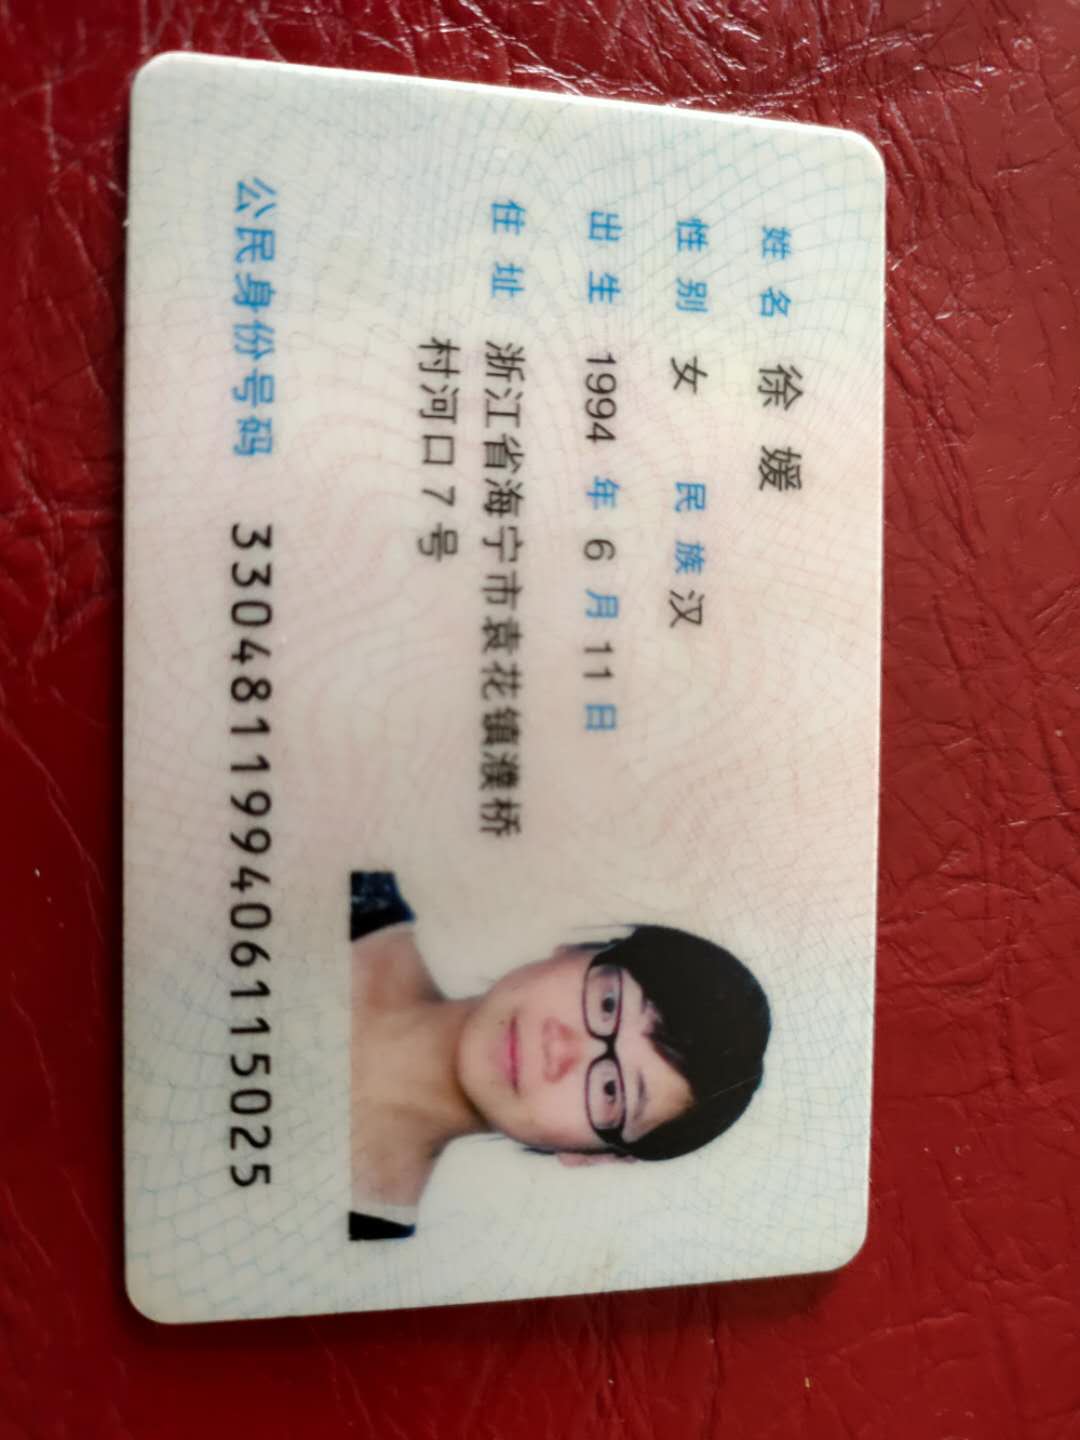 姓名 徐媛
性别 女 民族 汉
出生 1994 年 6 月 11 日
住址 浙江省海宁市袁花镇濮桥
村河口7号
公民身份号码 330481199406115025